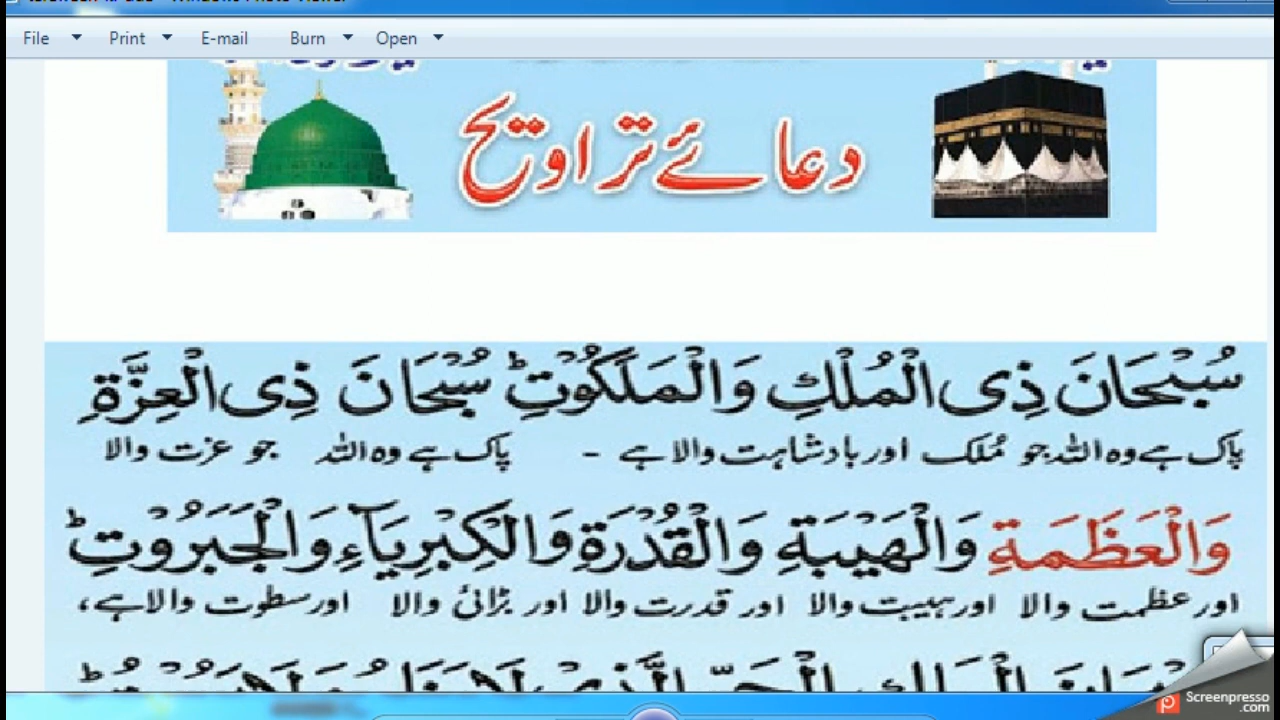 File Print E-mail Burn Open
دعائے تراویح
سُبْحَانَ ذِی الْمُلْكِ وَالْمَلَكُوْتِؕ سُبْحَانَ ذِی الْعِزَّةِ
پاک ہے وہ اللہ جو مُلک اور بادشاہت والا ہے - پاک ہے وہ اللہ جو عزت والا
وَالْعَظَمَةِ وَالْهَيْبَةِ وَالْقُدْرَةِ وَالْكِبْرِيَآءِ وَالْجَبَرُوْتِؕ
اور عظمت والا اور ہیبت والا اور قدرت والا اور بڑائی والا اور سطوت والا ہے،
Screenpresso
.com